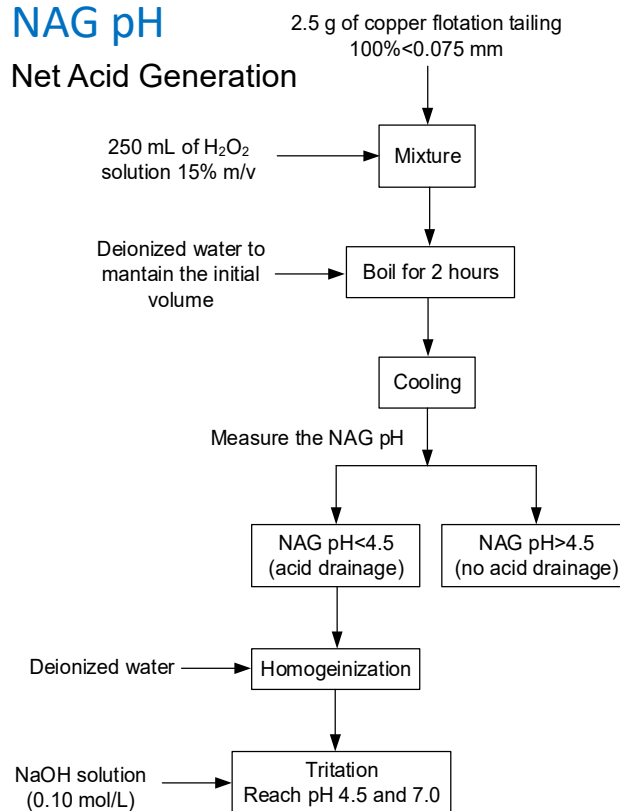 NAG pH
Net Acid Generation
2.5 g of copper flotation tailing
100%<0.075 mm
250 mL of H₂O₂
solution 15% m/v
Mixture
Deionized water to
mantain the initial
volume
Boil for 2 hours
Cooling
Measure the NAG pH
NAG pH<4.5
(acid drainage)
NAG pH>4.5
(no acid drainage)
Deionized water
Homogeinization
NaOH solution
(0.10 mol/L)
Tritation
Reach pH 4.5 and 7.0